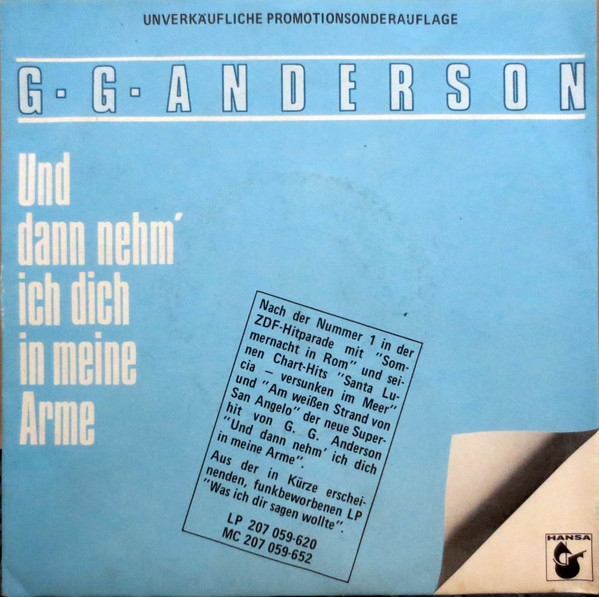 UNVERKÄUFLICHE PROMOTIONSONDERAUFLAGE
G·G·ANDERSON
Und
dann nehm'
ich dich
in meine
Arme
Nach der Nummer 1 in der
ZDF-Hitparade mit "Som-
mernacht in Rom" und sei-
nen Chart-Hits "Santa Lu-
cia – versunken im Meer"
und "Am weißen Strand von
San Angelo" der neue Super-
hit von G. G. Anderson
"Und dann nehm' ich dich
in meine Arme".
Aus der in Kürze erschei-
nenden, funkbeworbenen LP
"Was ich dir sagen wollte".
LP 207 059-620
MC 207 059-652
HANSA